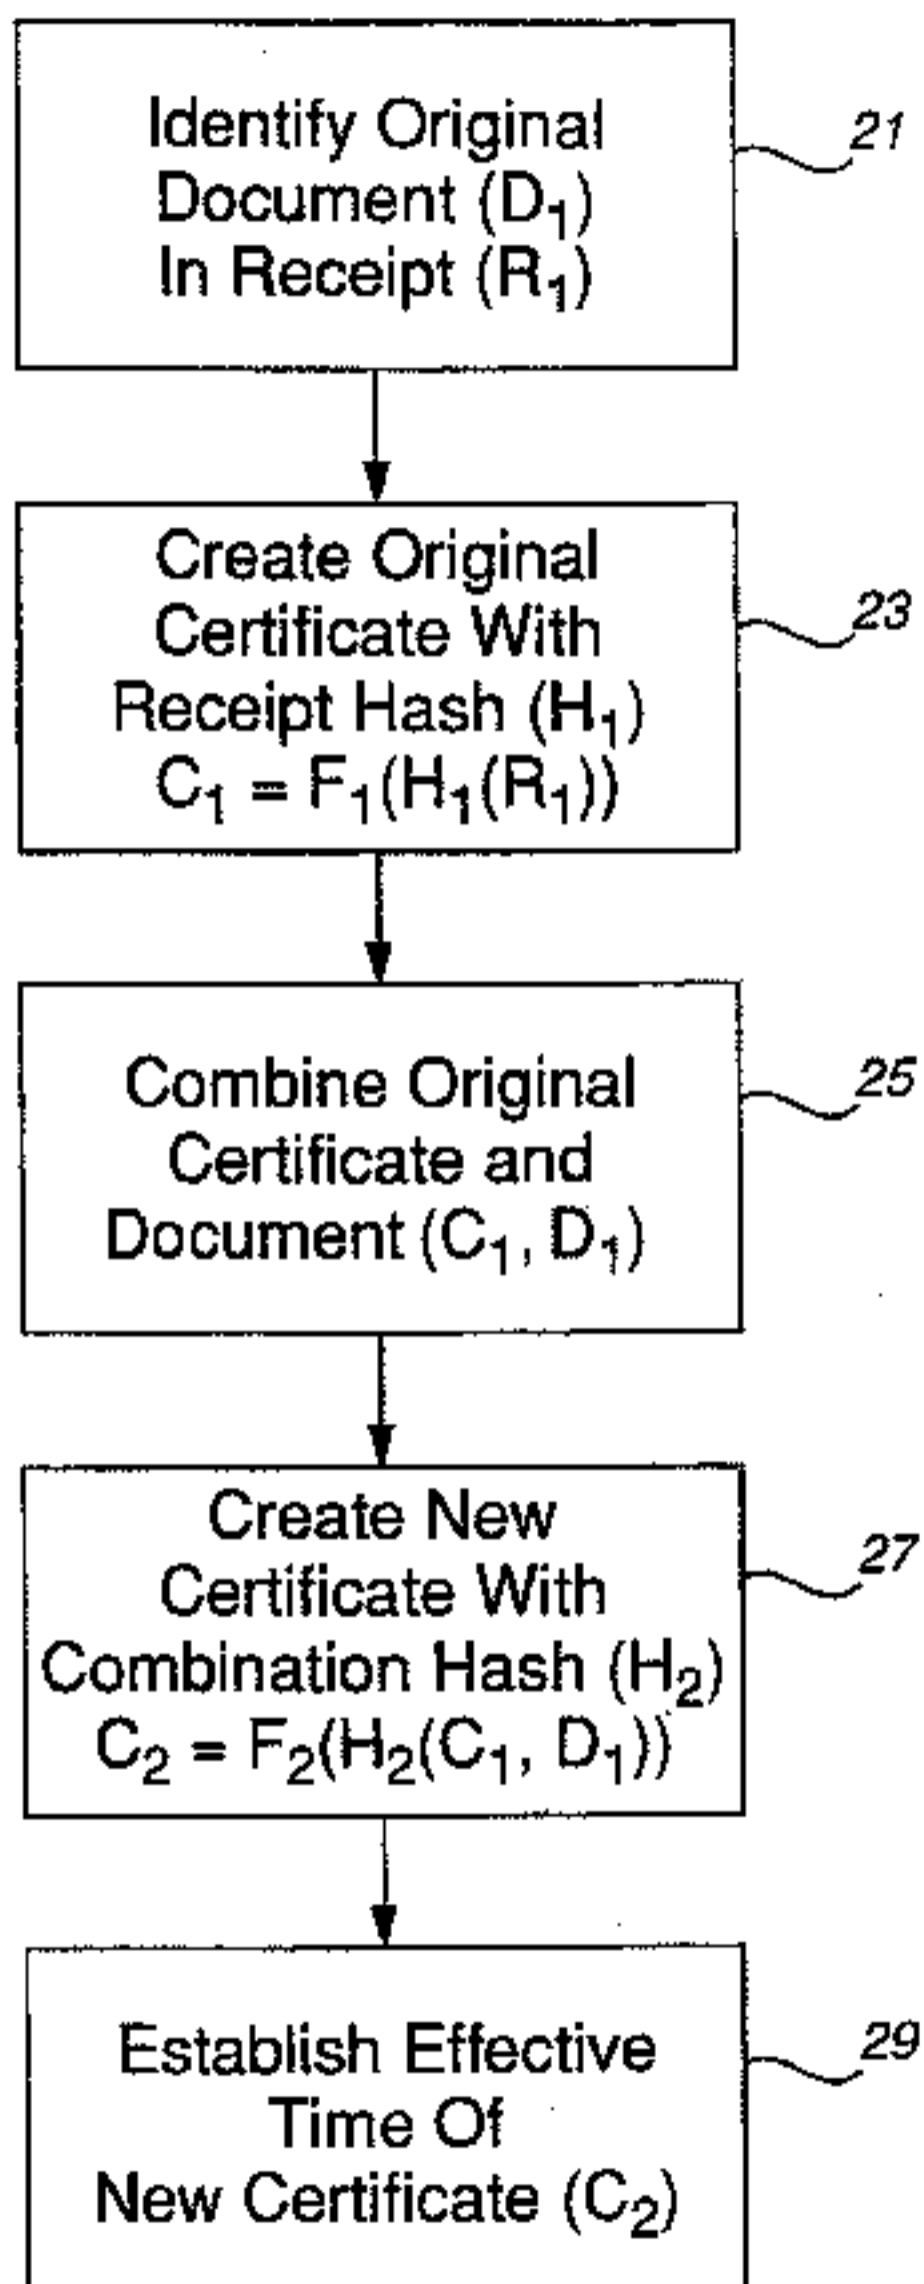 Identify Original
Document (D₁)
In Receipt (R₁)
21
Create Original
Certificate With
Receipt Hash (H₁)
C₁ = F₁(H₁(R₁))
23
Combine Original
Certificate and
Document (C₁, D₁)
25
Create New
Certificate With
Combination Hash (H₂)
C₂ = F₂(H₂(C₁, D₁))
27
Establish Effective
Time Of
New Certificate (C₂)
29